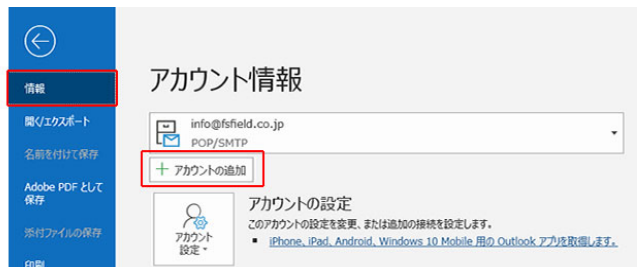 アカウント情報
情報
開く/エクスポート
info@fsfield.co.jp
POP/SMTP
名前を付けて保存
アカウントの追加
Adobe PDF として
保存
アカウントの設定
このアカウントの設定を変更、または追加の接続を設定します。
iPhone、iPad、Android、Windows 10 Mobile 用の Outlook アプリを取得します。
アカウント
設定
添付ファイルの保存
印刷